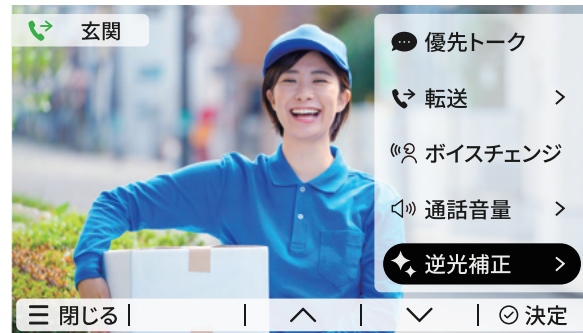 玄関
優先トーク
転送
ボイスチェンジ
通話音量
逆光補正
閉じる
決定